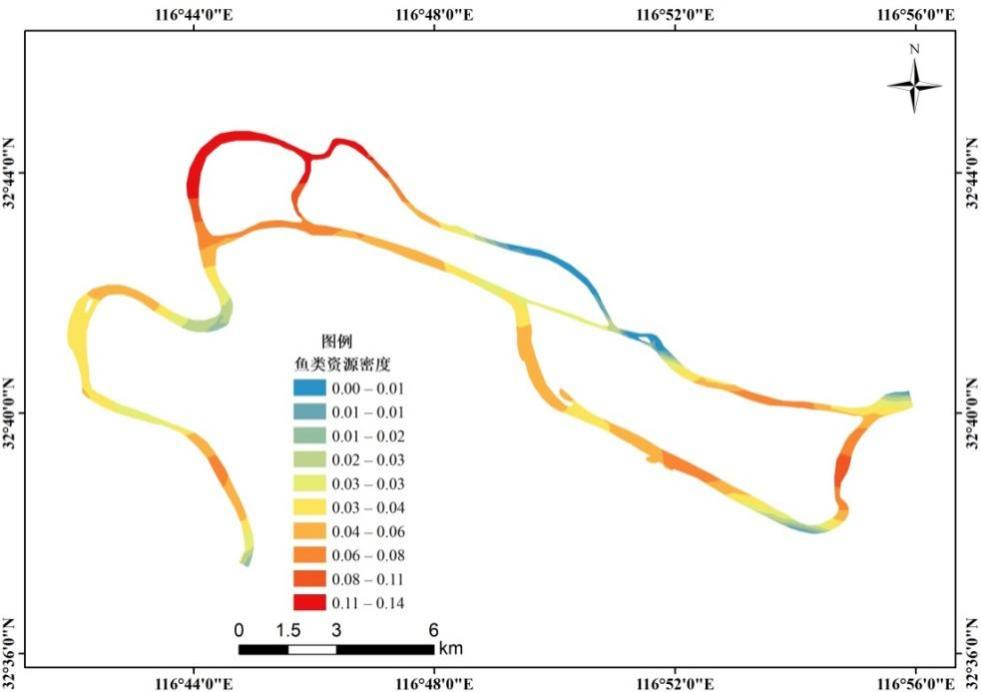 116°44'0"E 116°48'0"E 116°52'0"E 116°56'0"E
N
32°44'0"N 32°44'0"N
图例
鱼类资源密度
0.00 – 0.01
0.01 – 0.01
0.01 – 0.02
0.02 – 0.03
0.03 – 0.03
0.03 – 0.04
0.04 – 0.06
0.06 – 0.08
0.08 – 0.11
0.11 – 0.14
32°40'0"N 32°40'0"N
0 1.5 3 6
km
32°36'0"N 32°36'0"N
116°44'0"E 116°48'0"E 116°52'0"E 116°56'0"E